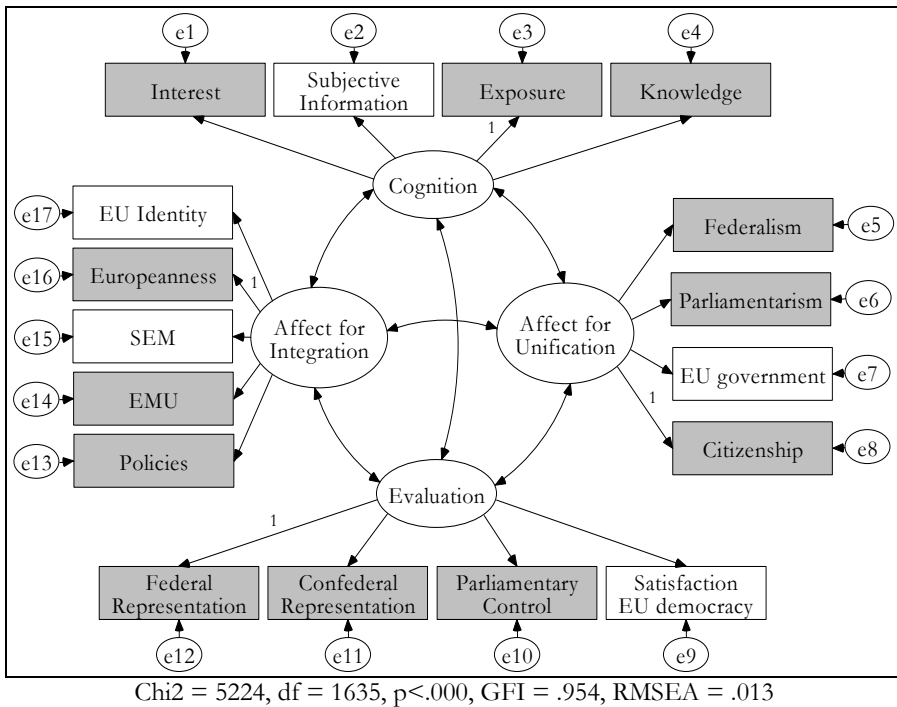 e1
e2
e3
e4
Interest
Subjective
Information
Exposure
Knowledge
1
Cognition
e17
EU Identity
e16
Europeanness
1
e15
SEM
e14
EMU
e13
Policies
Affect for
Integration
Affect for
Unification
Federalism
e5
Parliamentarism
e6
EU government
e7
1
Citizenship
e8
Evaluation
1
Federal
Representation
Confederal
Representation
Parliamentary
Control
Satisfaction
EU democracy
e12
e11
e10
e9
Chi2 = 5224, df = 1635, p<.000, GFI = .954, RMSEA = .013